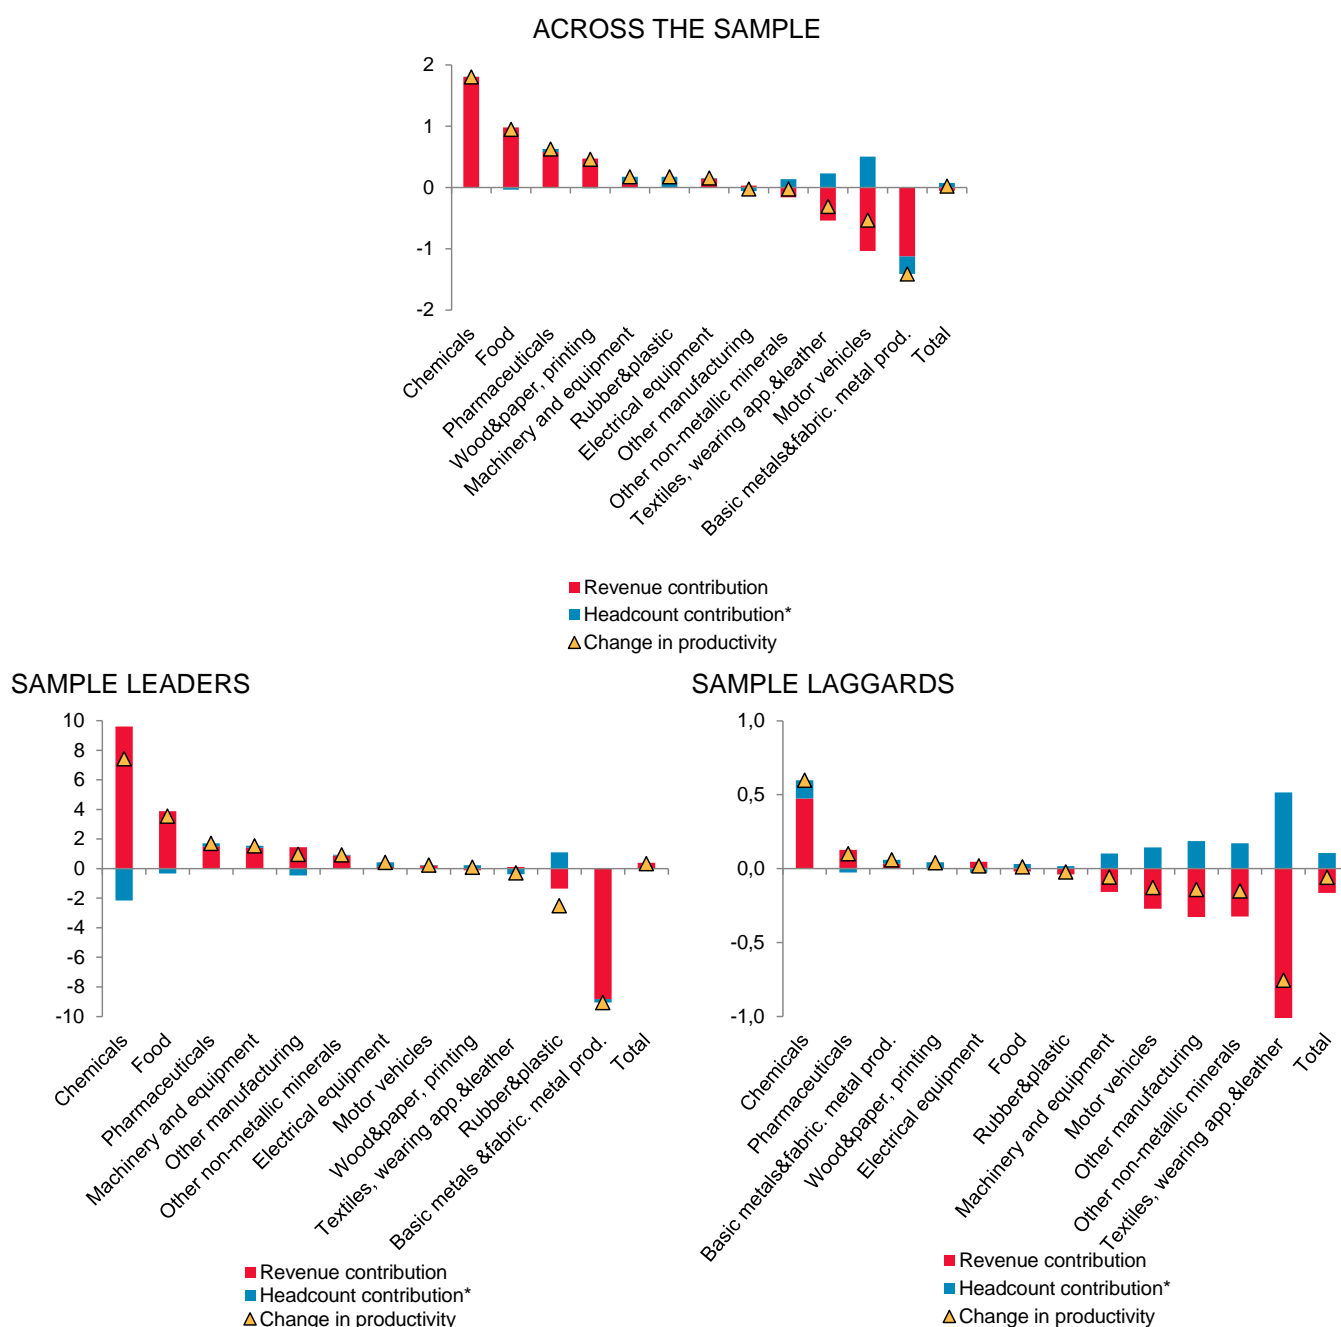 ACROSS THE SAMPLE
2
1
0
-1
-2
Chemicals
Food
Pharmaceuticals
Wood&paper, printing
Machinery and equipment
Rubber&plastic
Electrical equipment
Other manufacturing
Other non-metallic minerals
Textiles, wearing app.&leather
Motor vehicles
Basic metals&fabric. metal prod.
Total
Revenue contribution
Headcount contribution*
Change in productivity
SAMPLE LEADERS
10
8
6
4
2
0
-2
-4
-6
-8
-10
Chemicals
Food
Pharmaceuticals
Machinery and equipment
Other manufacturing
Other non-metallic minerals
Electrical equipment
Motor vehicles
Wood&paper, printing
Textiles, wearing app.&leather
Rubber&plastic
Basic metals &fabric. metal prod.
Total
Revenue contribution
Headcount contribution*
Change in productivity
SAMPLE LAGGARDS
1,0
0,5
0,0
-0,5
-1,0
Chemicals
Pharmaceuticals
Basic metals&fabric. metal prod.
Wood&paper, printing
Electrical equipment
Food
Rubber&plastic
Machinery and equipment
Motor vehicles
Other manufacturing
Other non-metallic minerals
Textiles, wearing app.&leather
Total
Revenue contribution
Headcount contribution*
Change in productivity